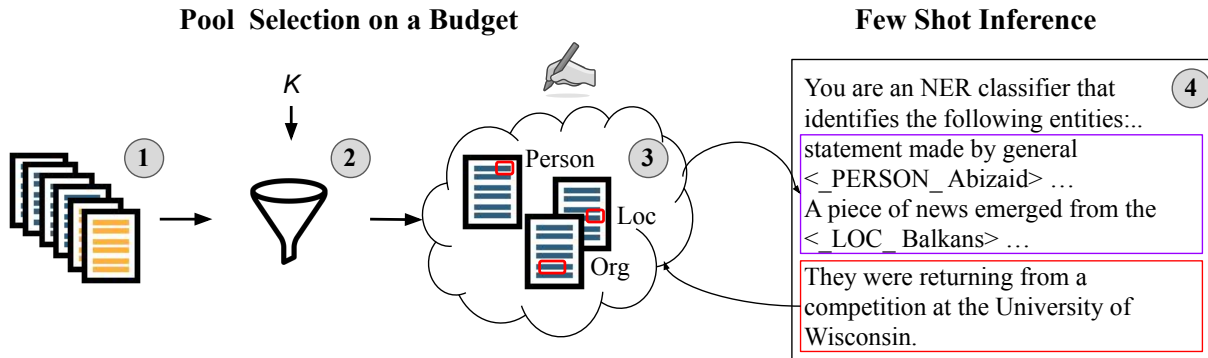 Pool Selection on a Budget
Few Shot Inference
K
1
2
3
4
Person
Loc
Org
You are an NER classifier that
identifies the following entities:..
statement made by general
<_PERSON_ Abizaid> …
A piece of news emerged from the
<_LOC_ Balkans> …
They were returning from a
competition at the University of
Wisconsin.